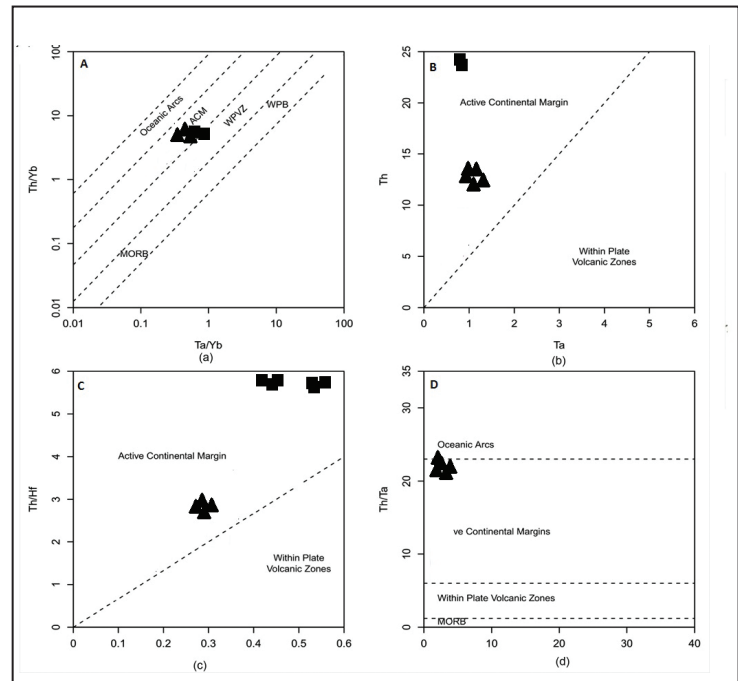 A
100
10
1
0.1
0.01
Th/Yb
Oceanic Arcs
ACM
WPVZ
WPB
MORB
0.01
0.1
1
10
100
Ta/Yb
(a)
B
25
20
15
10
5
0
Th
Active Continental Margin
Within Plate
Volcanic Zones
0
1
2
3
4
5
6
Ta
(b)
C
6
5
4
3
2
1
0
Th/Hf
Active Continental Margin
Within Plate
Volcanic Zones
0
0.1
0.2
0.3
0.4
0.5
0.6
(c)
D
35
30
20
10
0
Th/Ta
Oceanic Arcs
ve Continental Margins
Within Plate Volcanic Zones
MORB
0
10
20
30
40
(d)